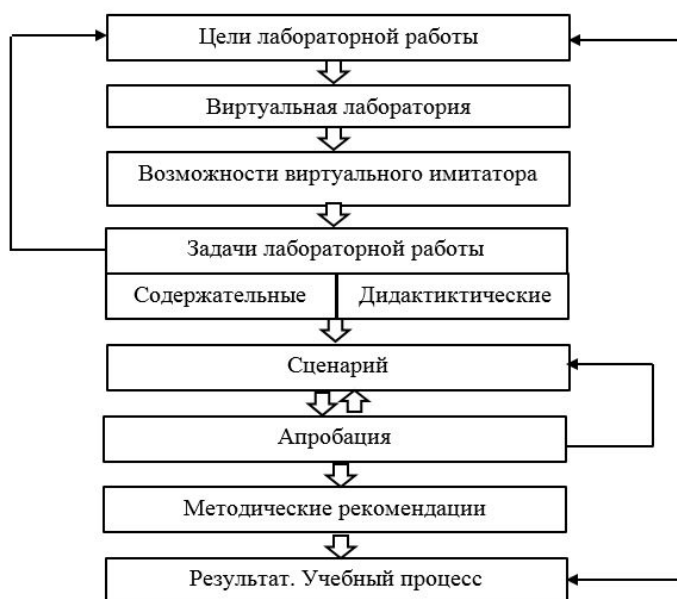 Цели лабораторной работы
Виртуальная лаборатория
Возможности виртуального имитатора
Задачи лабораторной работы
Содержательные
Дидактиктические
Сценарий
Апробация
Методические рекомендации
Результат. Учебный процесс